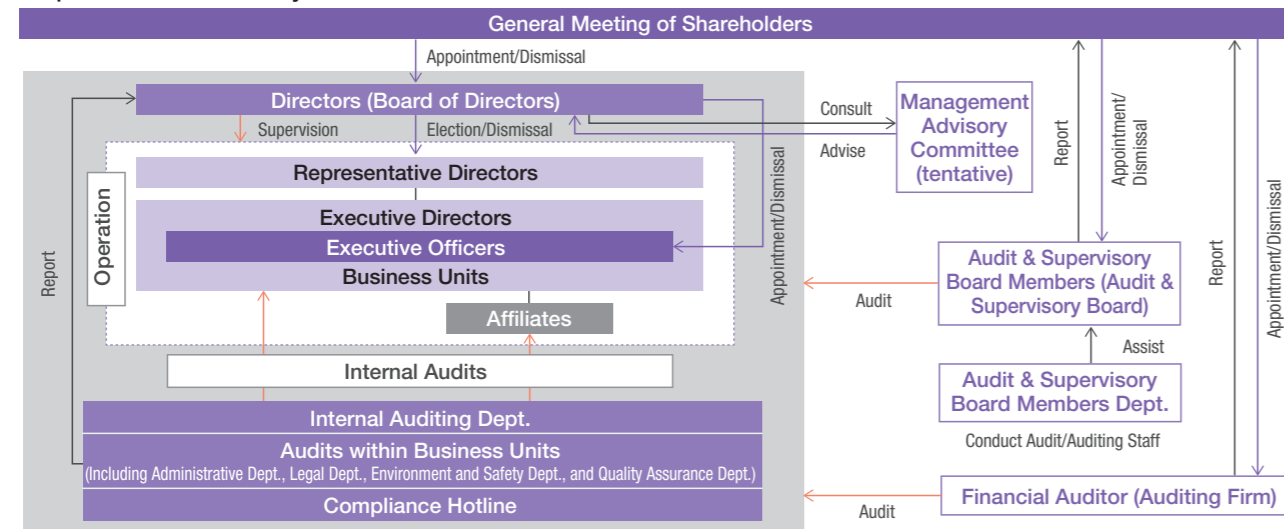 General Meeting of Shareholders
Appointment/Dismissal
Directors (Board of Directors)
Supervision
Election/Dismissal
Consult
Advise
Management
Advisory
Committee
(tentative)
Report
Appointment/
Dismissal
Report
Appointment/Dismissal
Operation
Representative Directors
Executive Directors
Executive Officers
Business Units
Affiliates
Appointment/Dismissal
Report
Audit
Audit & Supervisory
Board Members (Audit &
Supervisory Board)
Assist
Internal Audits
Audit & Supervisory
Board Members Dept.
Conduct Audit/Auditing Staff
Internal Auditing Dept.
Audits within Business Units
(Including Administrative Dept., Legal Dept., Environment and Safety Dept., and Quality Assurance Dept.)
Compliance Hotline
Audit
Financial Auditor (Auditing Firm)